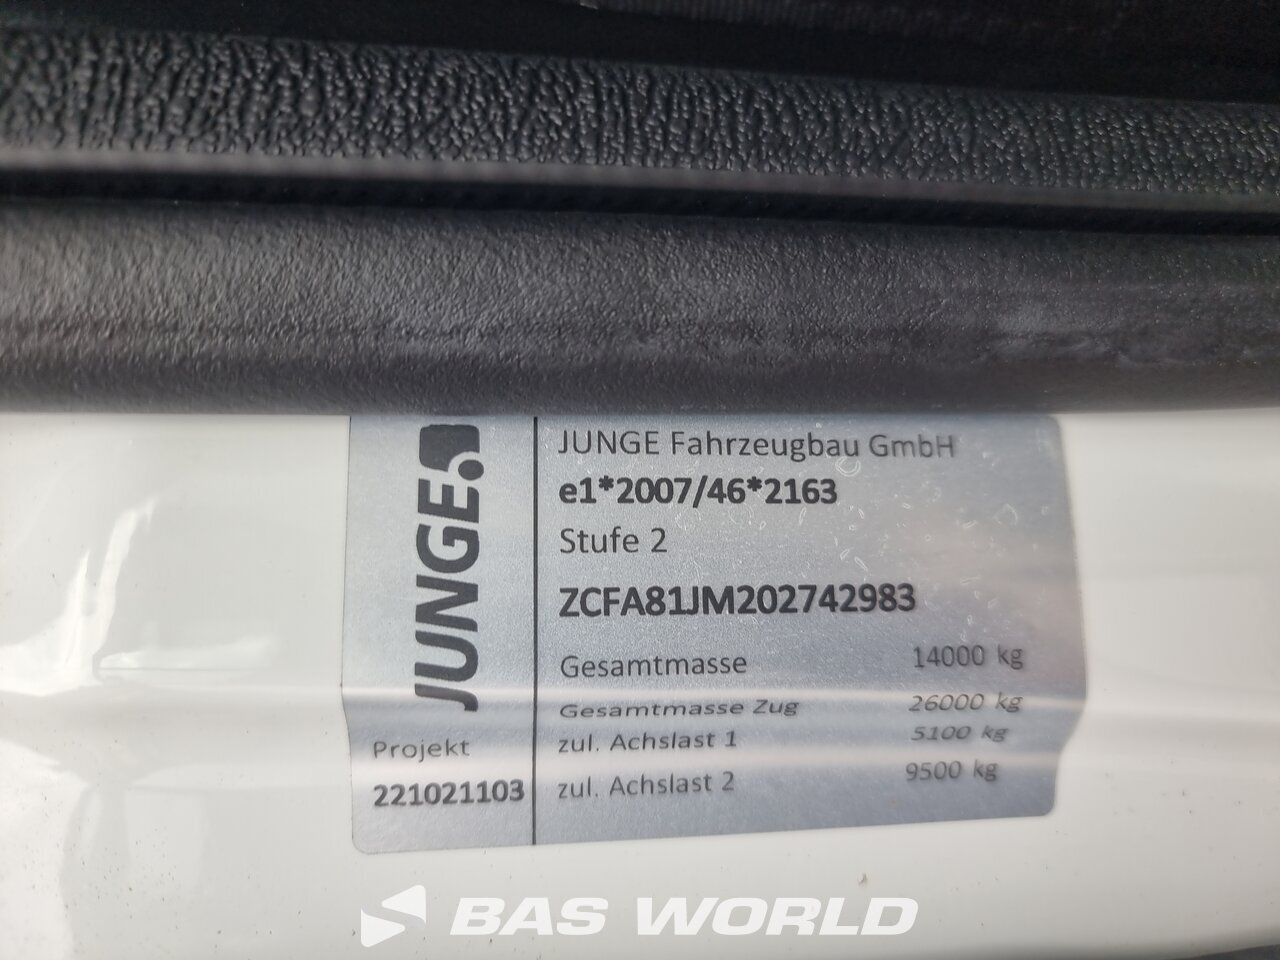 JUNGE
Projekt
221021103
JUNGE Fahrzeugbau GmbH
e1*2007/46*2163
Stufe 2
ZCFA81JM202742983
Gesamtmasse 14000 kg
Gesamtmasse Zug 26000 kg
zul. Achslast 1 5100 kg
zul. Achslast 2 9500 kg
BAS WORLD